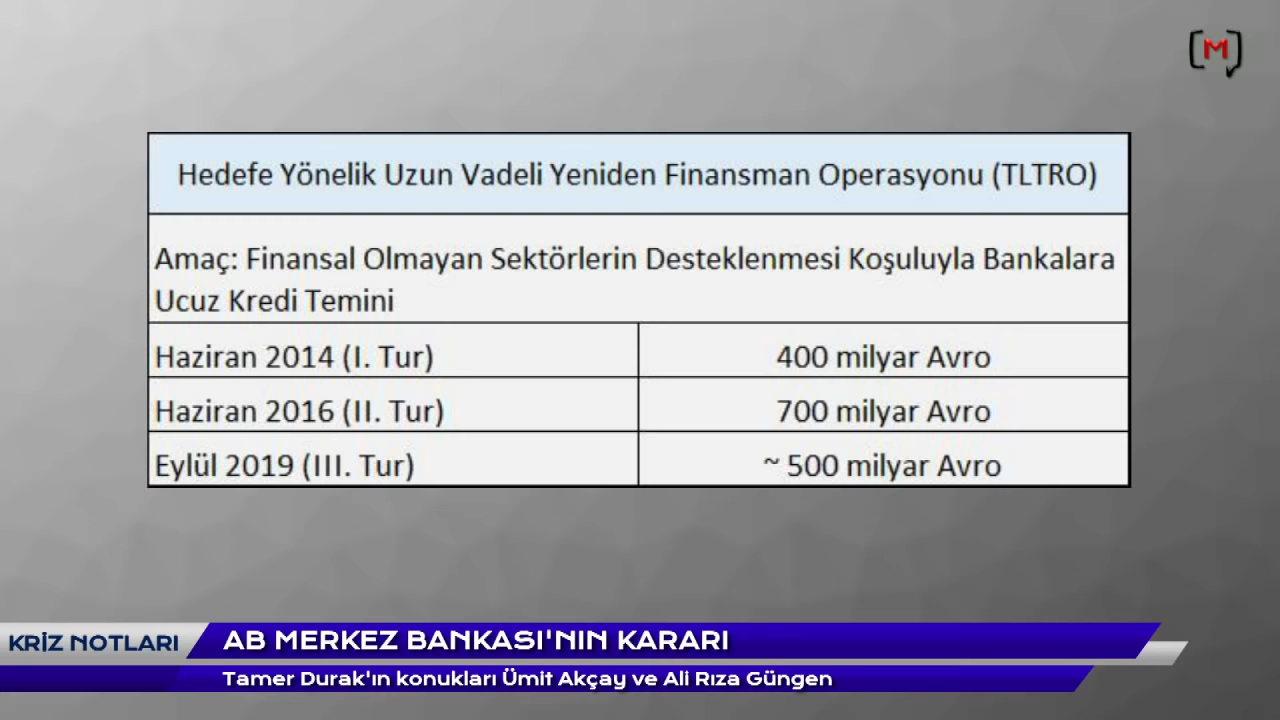 [M]
Hedefe Yönelik Uzun Vadeli Yeniden Finansman Operasyonu (TLTRO)
Amaç: Finansal Olmayan Sektörlerin Desteklenmesi Koşuluyla Bankalara
Ucuz Kredi Temini
Haziran 2014 (I. Tur) 400 milyar Avro
Haziran 2016 (II. Tur) 700 milyar Avro
Eylül 2019 (III. Tur) ~ 500 milyar Avro
KRİZ NOTLARI AB MERKEZ BANKASI'NIN KARARI
Tamer Durak'ın konukları Ümit Akçay ve Ali Rıza Güngen